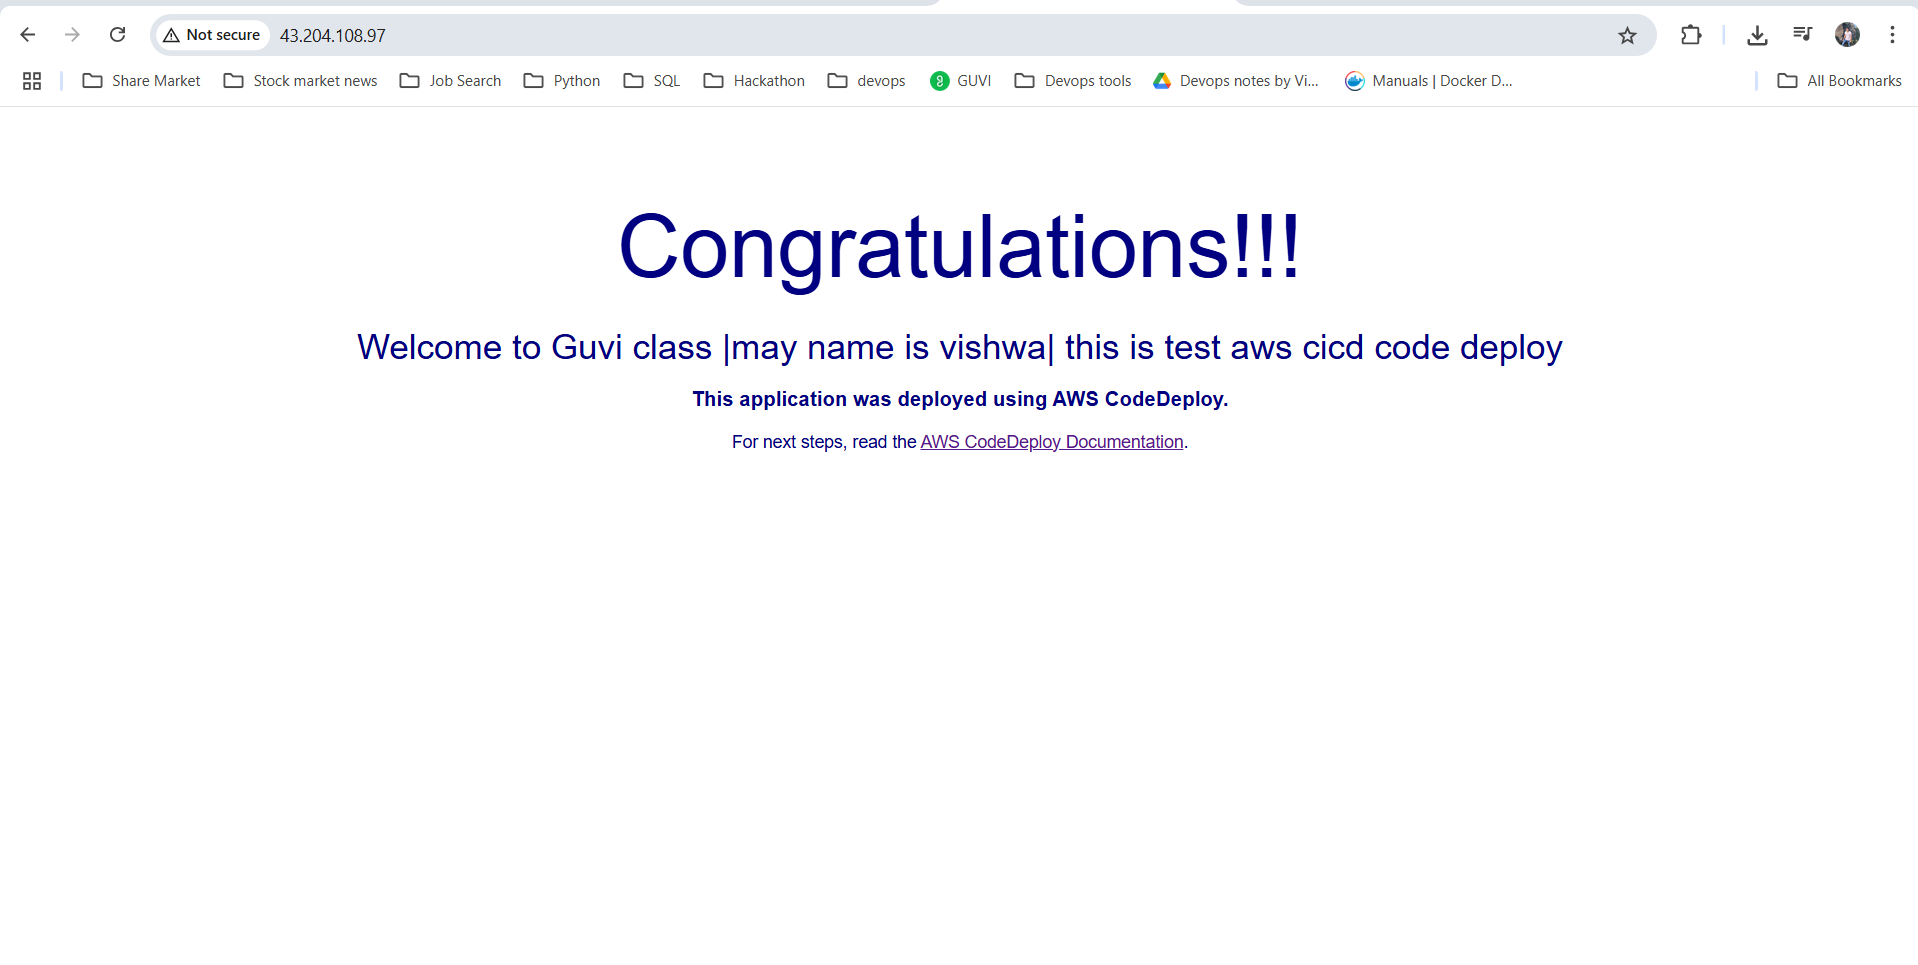 Not secure 43.204.108.97
Share Market Stock market news Job Search Python SQL Hackathon devops GUVI Devops tools Devops notes by Vi... Manuals | Docker D... All Bookmarks
Congratulations!!!
Welcome to Guvi class |may name is vishwa| this is test aws cicd code deploy
This application was deployed using AWS CodeDeploy.
For next steps, read the AWS CodeDeploy Documentation.